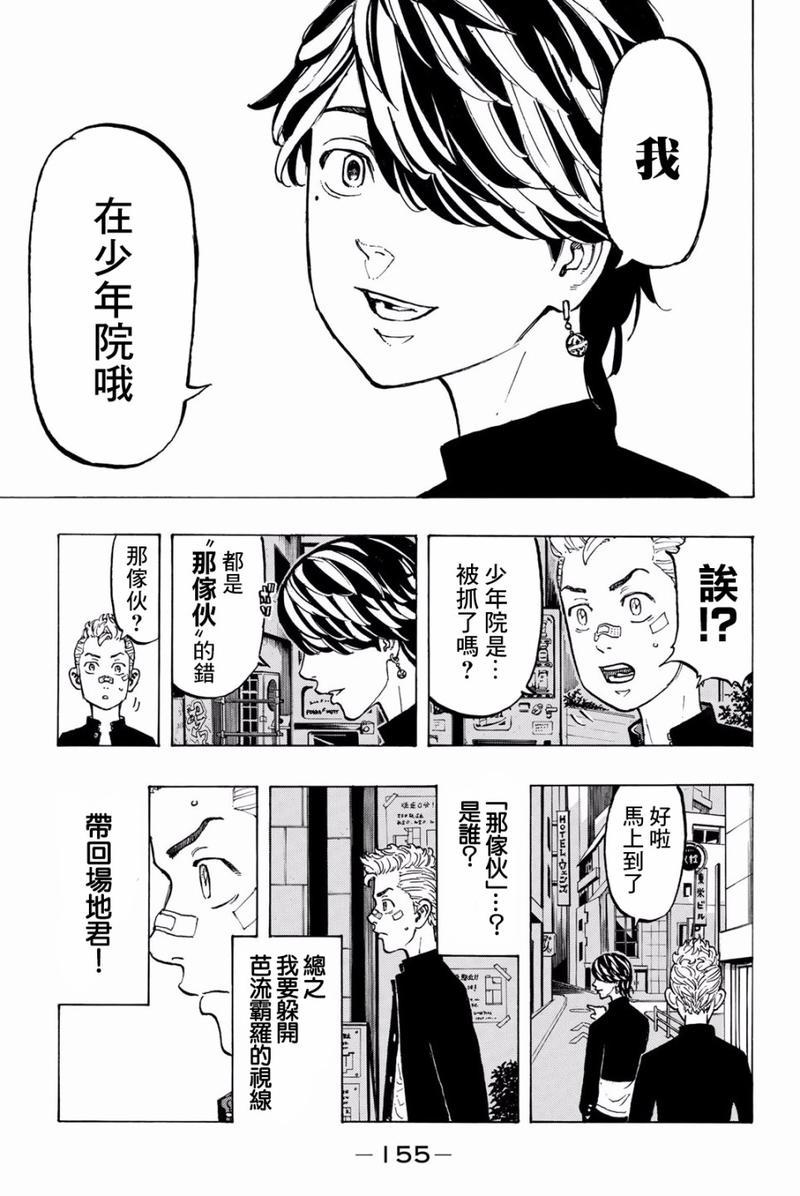 我
在少年院哦
誒!?
少年院是…
被抓了嗎？
都是
〝那傢伙〞的錯
那傢伙？
好啦
馬上到了
HOTEL
「那傢伙」…？
是誰？
總之
我要躲開
芭流霸羅的視線
帶回場地君！
—155—